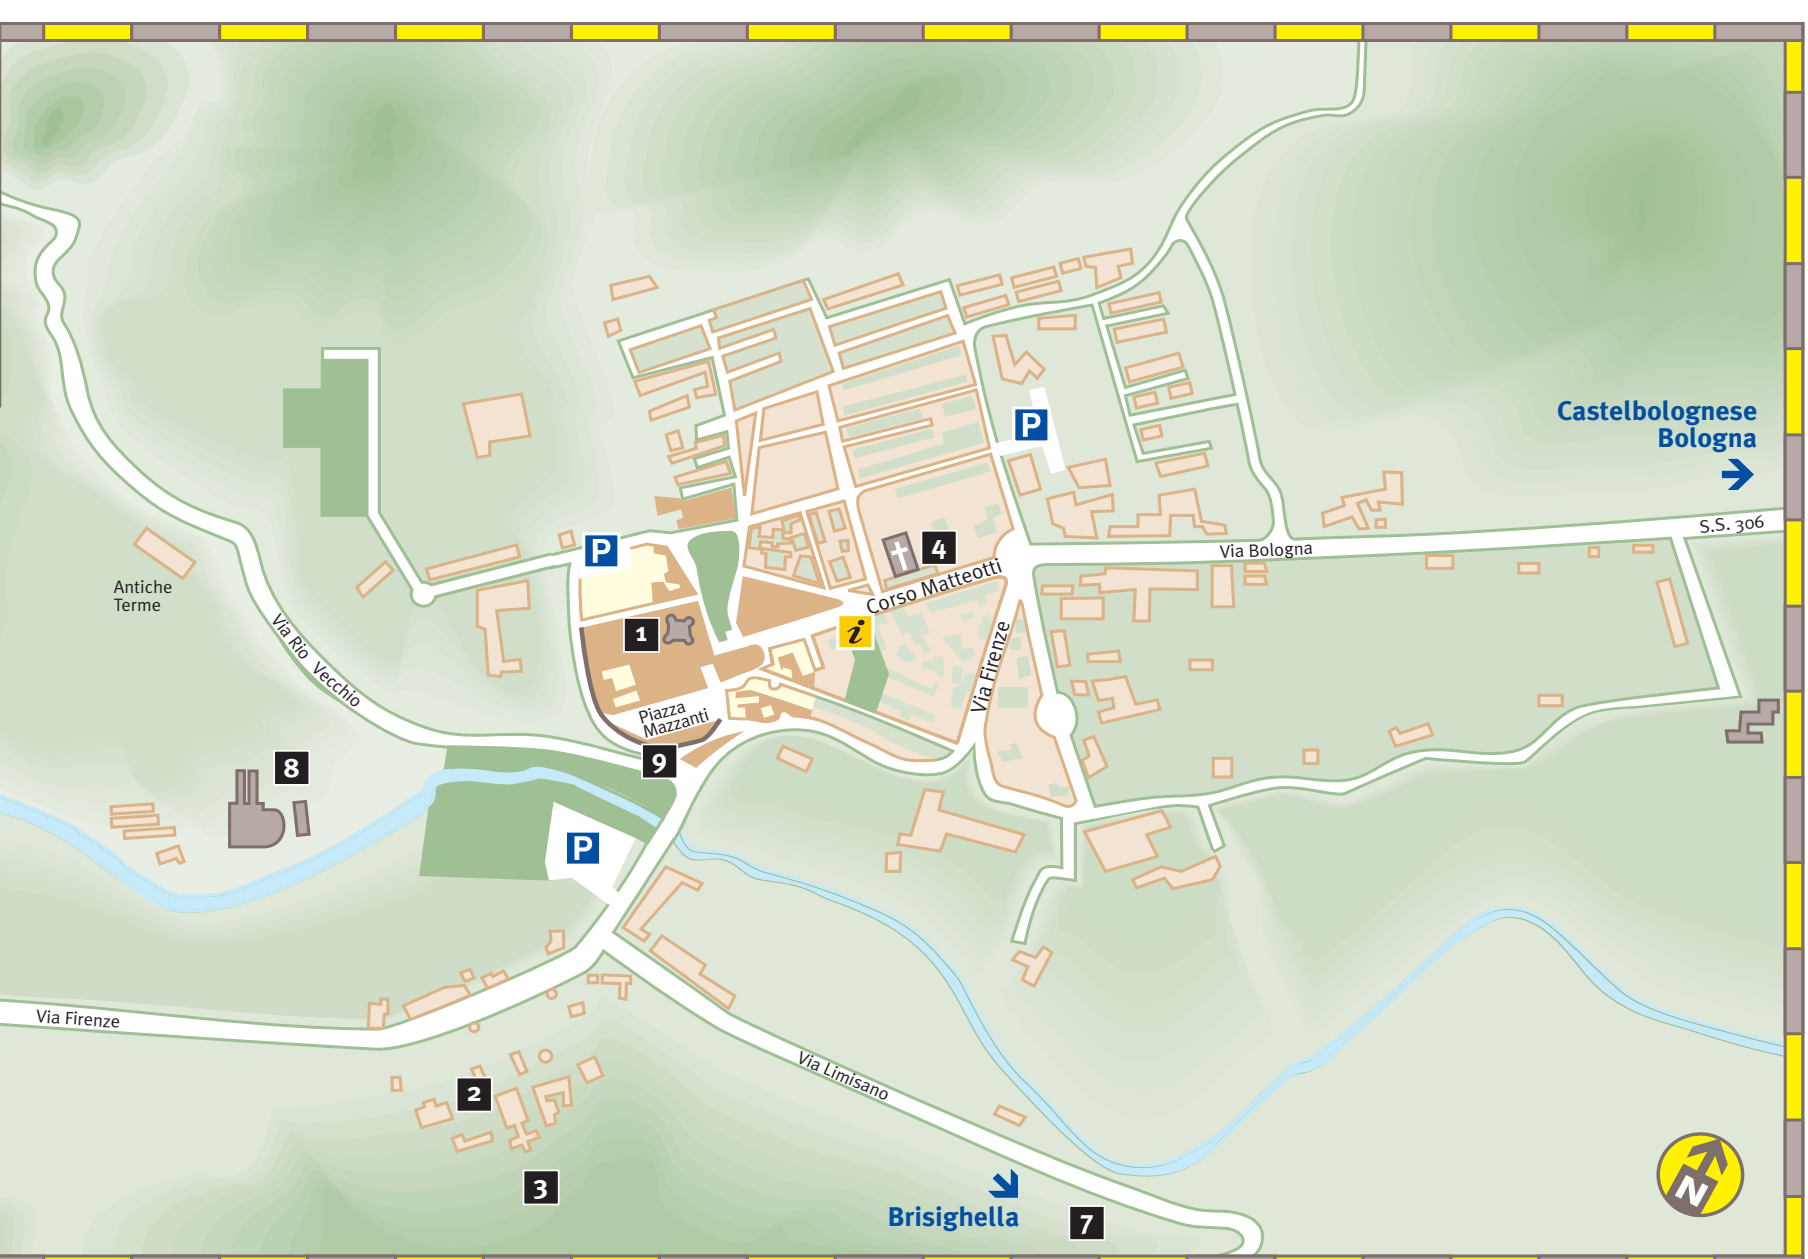 Castelbolognese
Bologna
P
S.S. 306
P
4
Via Bologna
Corso Matteotti
Antiche
Terme
1
i
Via Rio Vecchio
Via Firenze
Piazza
Mazzanti
9
8
P
Via Firenze
Via Limisano
2
3
Brisighella
7
N